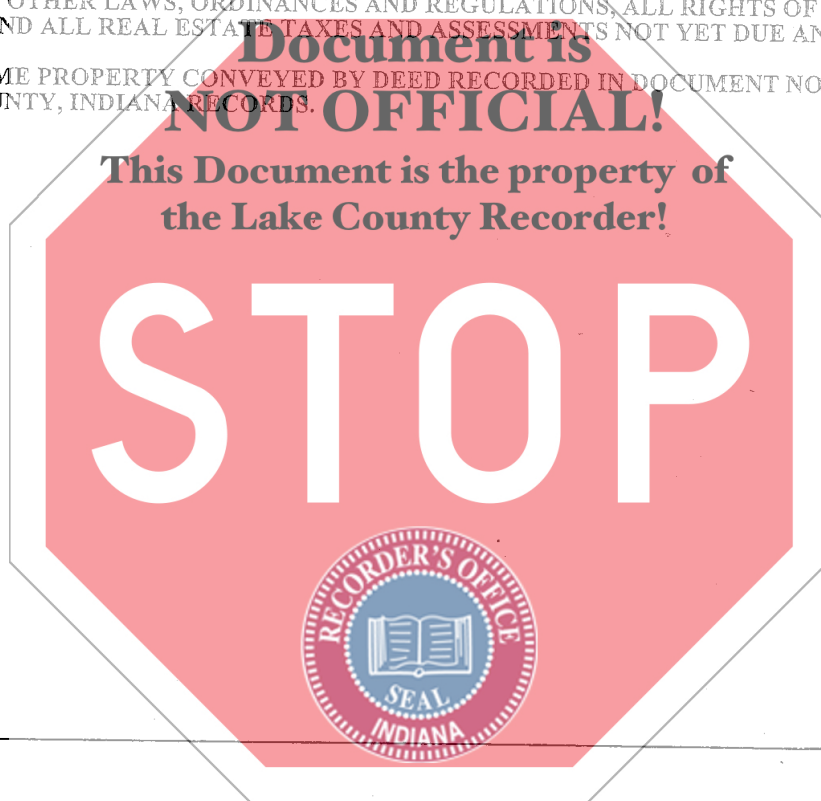 OTHER LAWS, ORDINANCES AND REGULATIONS, ALL RIGHTS OF
ND ALL REAL ESTATE TAXES AND ASSESSMENTS NOT YET DUE AN
Document is
ME PROPERTY CONVEYED BY DEED RECORDED IN DOCUMENT NO
UNTY, INDIANA RECORDS.
NOT OFFICIAL!
This Document is the property of
the Lake County Recorder!
STOP
RECORDER'S OFFICE
SEAL
INDIANA